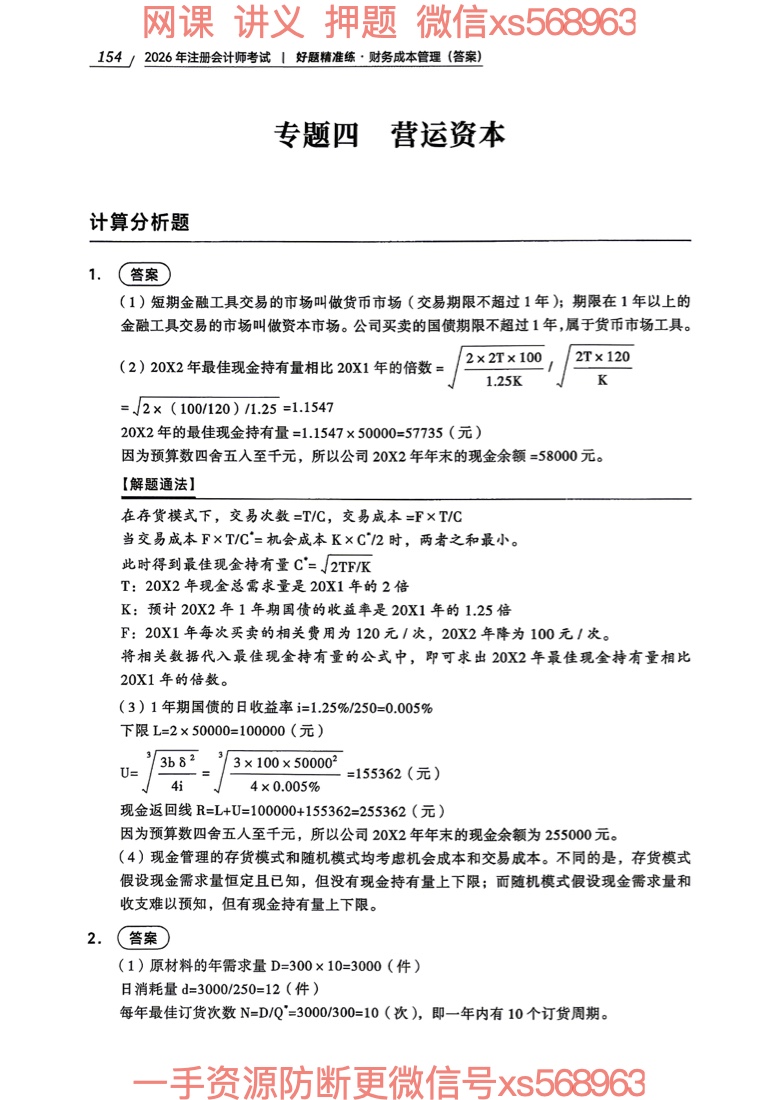 网课 讲义 押题 微信xs568963
154 / 2026年注册会计师考试 | 好题精准练·财务成本管理(答案)
专题四 营运资本
计算分析题
1. 答案
(1)短期金融工具交易的市场叫做货币市场(交易期限不超过1年);期限在1年以上的
金融工具交易的市场叫做资本市场。公司买卖的国债期限不超过1年,属于货币市场工具。
(2)20X2年最佳现金持有量相比20X1年的倍数=√(2×2T×100/1.25K) / √(2T×120/K)
=√2×(100/120)/1.25 =1.1547
20X2年的最佳现金持有量=1.1547×50000=57735(元)
因为预算数四舍五入至千元,所以公司20X2年年末的现金余额=58000元。
【解题通法】
在存货模式下,交易次数=T/C,交易成本=F×T/C
当交易成本F×T/C*=机会成本K×C*/2时,两者之和最小。
此时得到最佳现金持有量C*=√2TF/K
T:20X2年现金总需求量是20X1年的2倍
K:预计20X2年1年期国债的收益率是20X1年的1.25倍
F:20X1年每次买卖的相关费用为120元/次,20X2年降为100元/次。
将相关数据代入最佳现金持有量的公式中,即可求出20X2年最佳现金持有量相比
20X1年的倍数。
(3)1年期国债的日收益率i=1.25%/250=0.005%
下限L=2×50000=100000(元)
U=∛(3bδ²/4i)=∛(3×100×50000²/4×0.005%)=155362(元)
现金返回线R=L+U=100000+155362=255362(元)
因为预算数四舍五入至千元,所以公司20X2年年末的现金余额为255000元。
(4)现金管理的存货模式和随机模式均考虑机会成本和交易成本。不同的是,存货模式
假设现金需求量恒定且已知,但没有现金持有量上下限;而随机模式假设现金需求量和
收支难以预知,但有现金持有量上下限。
2. 答案
(1)原材料的年需求量D=300×10=3000(件)
日消耗量d=3000/250=12(件)
每年最佳订货次数N=D/Q*=3000/300=10(次),即一年内有10个订货周期。
一手资源防断更微信号xs568963